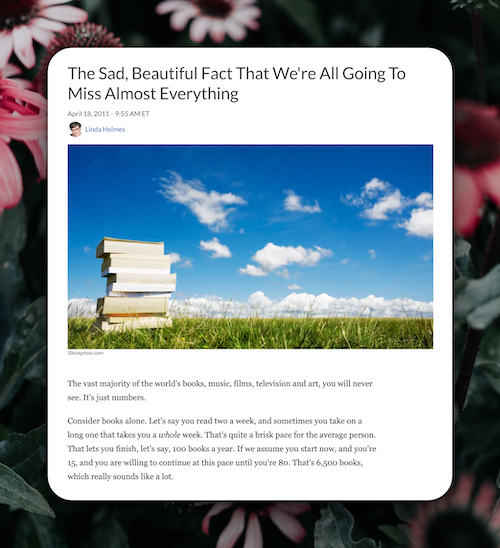 The Sad, Beautiful Fact That We're All Going To
Miss Almost Everything
April 18, 2011 · 9:55 AM ET
Linda Holmes
iStockphoto.com
The vast majority of the world's books, music, films, television and art, you will never
see. It's just numbers.
Consider books alone. Let's say you read two a week, and sometimes you take on a
long one that takes you a whole week. That's quite a brisk pace for the average person.
That lets you finish, let's say, 100 books a year. If we assume you start now, and you're
15, and you are willing to continue at this pace until you're 80. That's 6,500 books,
which really sounds like a lot.